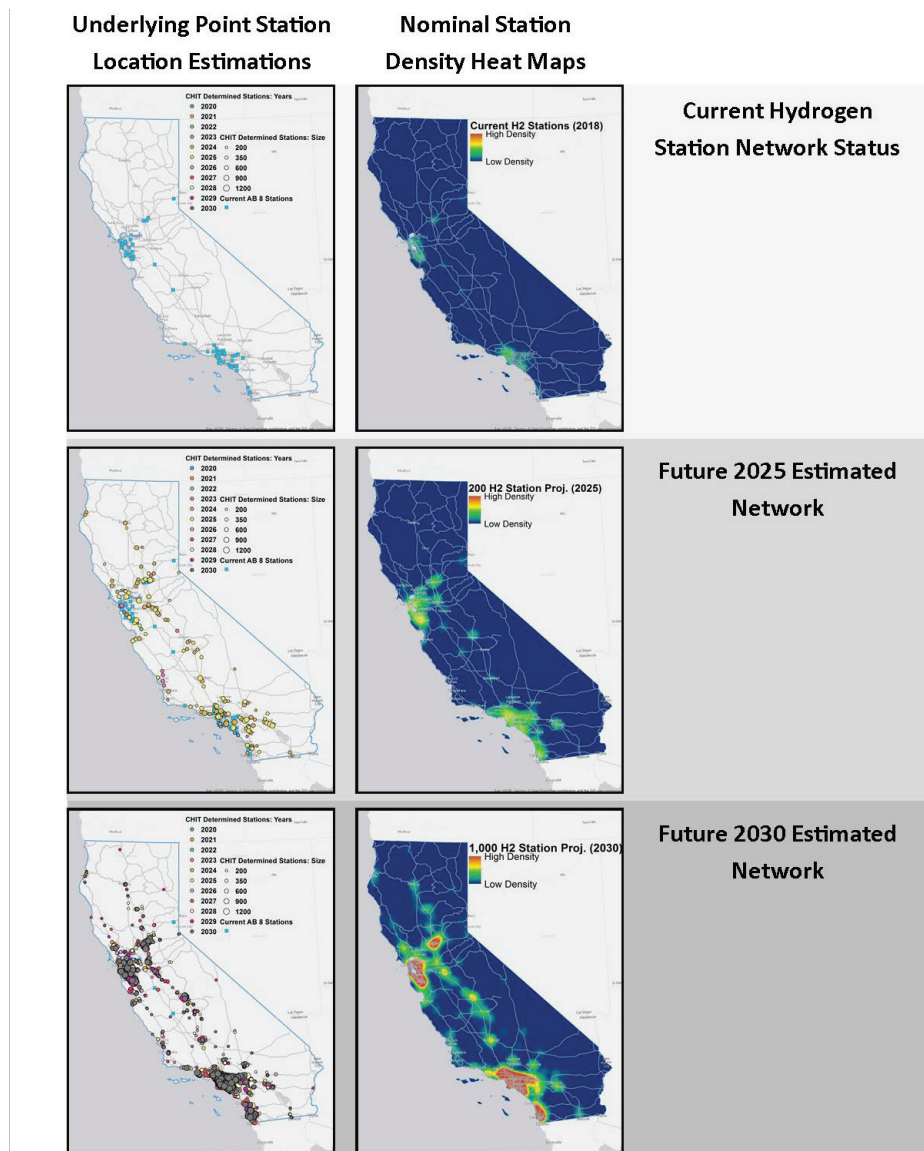 Underlying Point Station
Location Estimations
Nominal Station
Density Heat Maps
CHIT Determined Stations: Years
2020
2021
2022
2023 CHIT Determined Stations: Size
2024 200
2025 350
2026 600
2027 900
2028 1200
2029 Current AB 8 Stations
2030
Current H2 Stations (2018)
High Density
Low Density
Current Hydrogen
Station Network Status
CHIT Determined Stations: Years
2020
2021
2022
2023 CHIT Determined Stations: Size
2024 200
2025 350
2026 600
2027 900
2028 1200
2029 Current AB 8 Stations
2030
200 H2 Station Proj. (2025)
High Density
Low Density
Future 2025 Estimated
Network
CHIT Determined Stations: Years
2020
2021
2022
2023 CHIT Determined Stations: Size
2024 200
2025 350
2026 600
2027 900
2028 1200
2029 Current AB 8 Stations
2030
1,000 H2 Station Proj. (2030)
High Density
Low Density
Future 2030 Estimated
Network